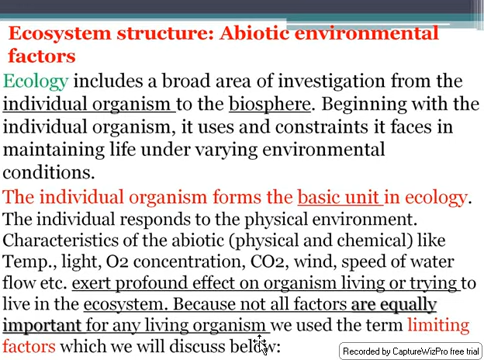 Ecosystem structure: Abiotic environmental
factors
Ecology includes a broad area of investigation from the
individual organism to the biosphere. Beginning with the
individual organism, it uses and constraints it faces in
maintaining life under varying environmental
conditions.
The individual organism forms the basic unit in ecology.
The individual responds to the physical environment.
Characteristics of the abiotic (physical and chemical) like
Temp., light, O2 concentration, CO2, wind, speed of water
flow etc. exert profound effect on organism living or trying to
live in the ecosystem. Because not all factors are equally
important for any living organism we used the term limiting
factors which we will discuss below:
Recorded by CaptureWizPro free trial